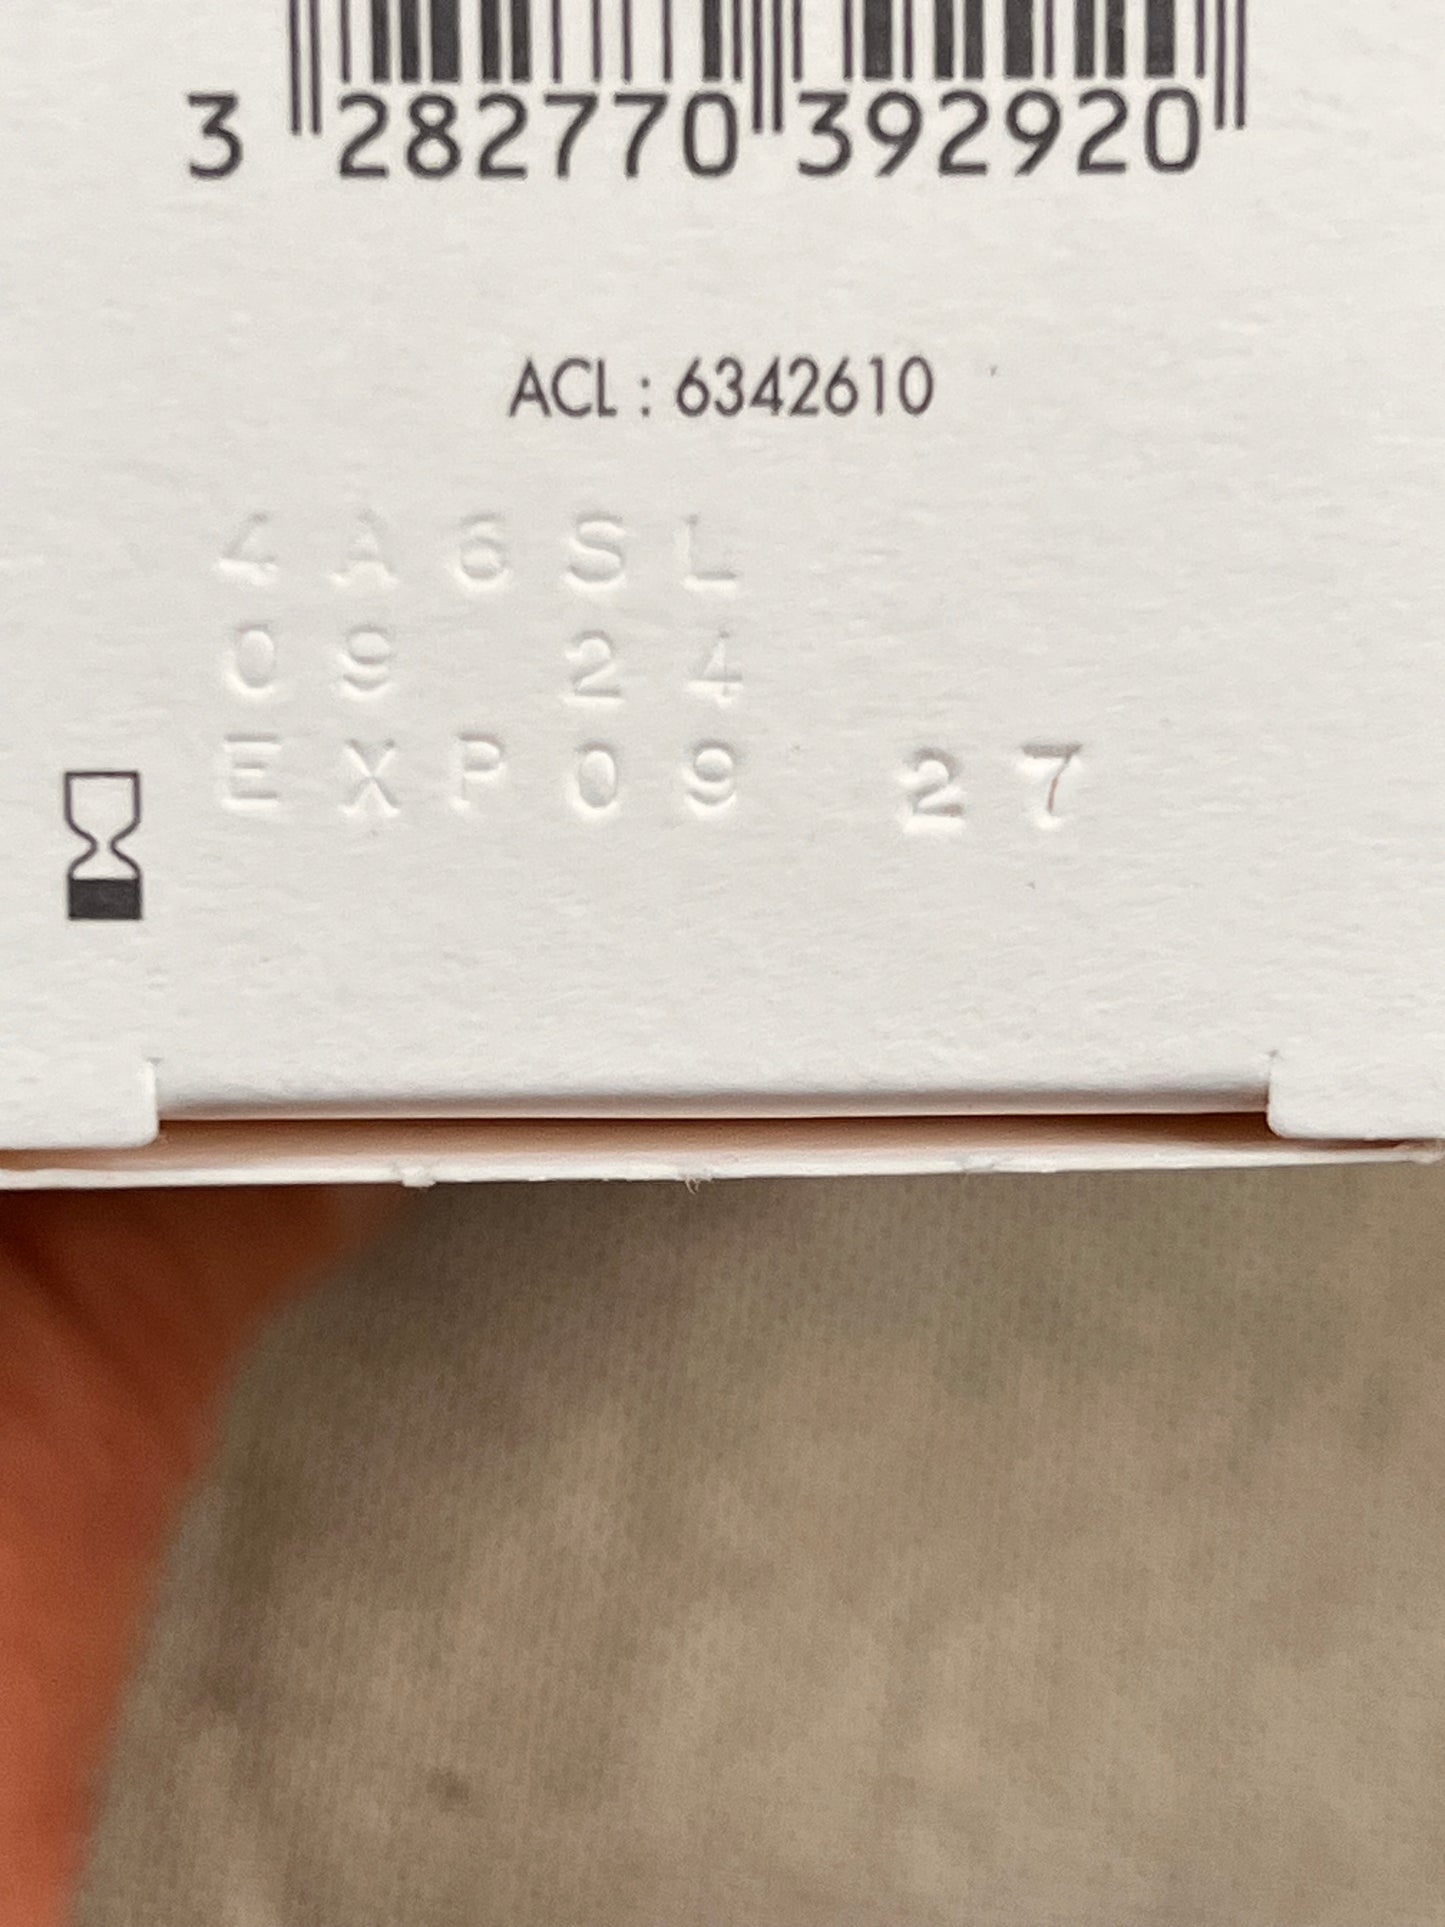 3 282770 392920
ACL : 6342610
4A6SL
09 24
EXP09 27